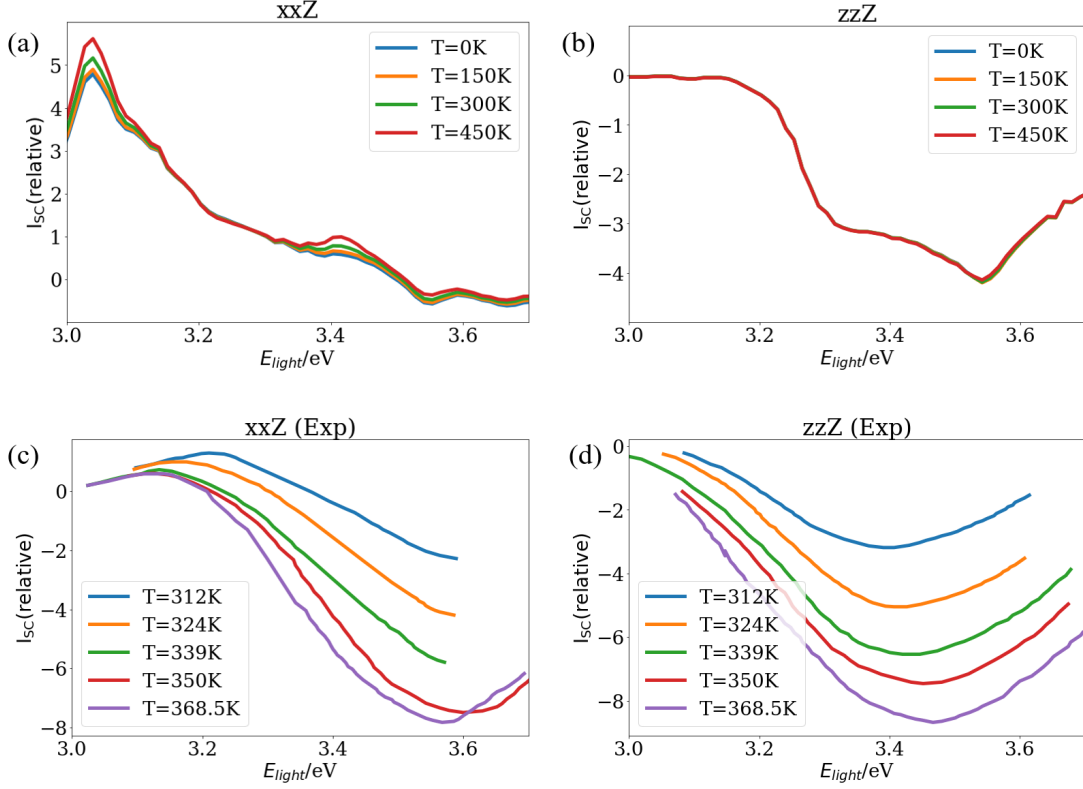 xxZ
(a)
T=0K
T=150K
T=300K
T=450K
I_SC(relative)
5
4
3
2
1
0
3.0
3.2
3.4
3.6
E_light/eV
zzZ
(b)
T=0K
T=150K
T=300K
T=450K
I_SC(relative)
0
−1
−2
−3
−4
3.0
3.2
3.4
3.6
E_light/eV
xxZ (Exp)
(c)
I_SC(relative)
0
−2
−4
−6
−8
T=312K
T=324K
T=339K
T=350K
T=368.5K
3.0
3.2
3.4
3.6
E_light/eV
zzZ (Exp)
(d)
I_SC(relative)
0
−2
−4
−6
−8
T=312K
T=324K
T=339K
T=350K
T=368.5K
3.0
3.2
3.4
3.6
E_light/eV